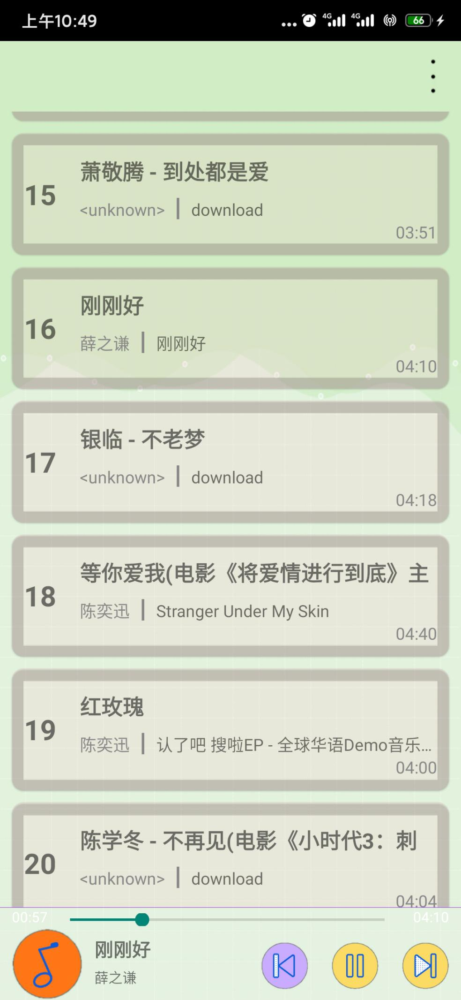 上午10:49
4G 4G 66
15
萧敬腾 - 到处都是爱
<unknown> | download
03:51
16
刚刚好
薛之谦 | 刚刚好
04:10
17
银临 - 不老梦
<unknown> | download
04:18
18
等你爱我(电影《将爱情进行到底》主
陈奕迅 | Stranger Under My Skin
04:40
19
红玫瑰
陈奕迅 | 认了吧 搜啦EP - 全球华语Demo音乐...
04:00
20
陈学冬 - 不再见(电影《小时代3：刺
<unknown> | download
04:04
00:57 04:10
刚刚好
薛之谦